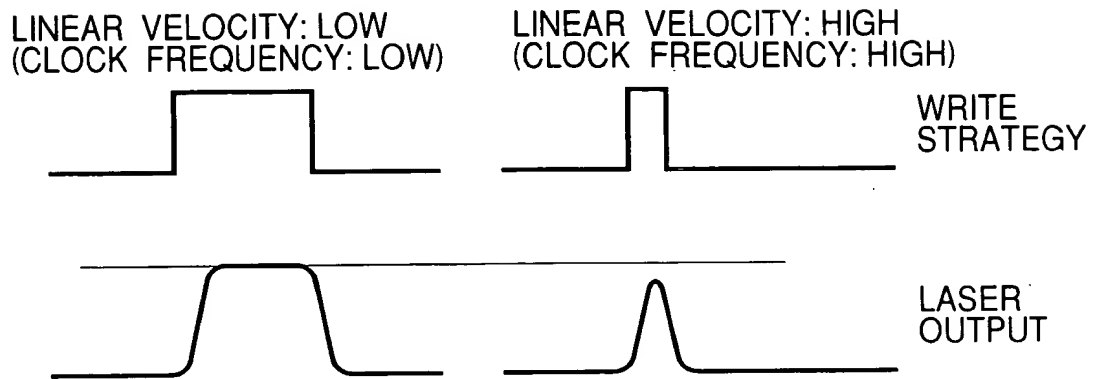 LINEAR VELOCITY: LOW
(CLOCK FREQUENCY: LOW)
LINEAR VELOCITY: HIGH
(CLOCK FREQUENCY: HIGH)
WRITE
STRATEGY
LASER
OUTPUT